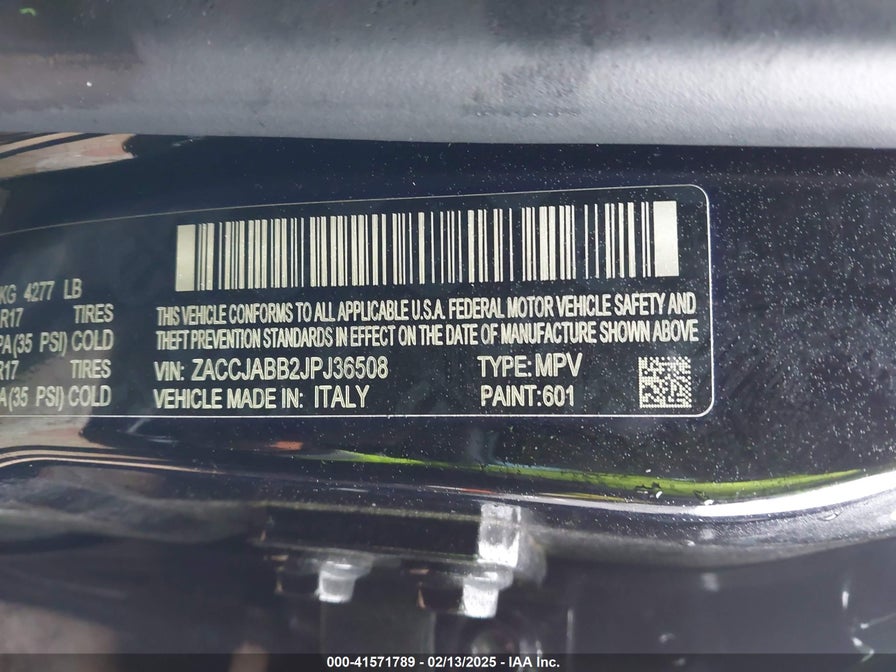 KG 4277 LB
R17 TIRES
PA(35 PSI) COLD
R17 TIRES
A(35 PSI) COLD
THIS VEHICLE CONFORMS TO ALL APPLICABLE U.S.A. FEDERAL MOTOR VEHICLE SAFETY AND
THEFT PREVENTION STANDARDS IN EFFECT ON THE DATE OF MANUFACTURE SHOWN ABOVE
VIN: ZACCJABB2JPJ36508 TYPE: MPV
VEHICLE MADE IN: ITALY PAINT:601
000-41571789 – 02/13/2025 – IAA Inc.